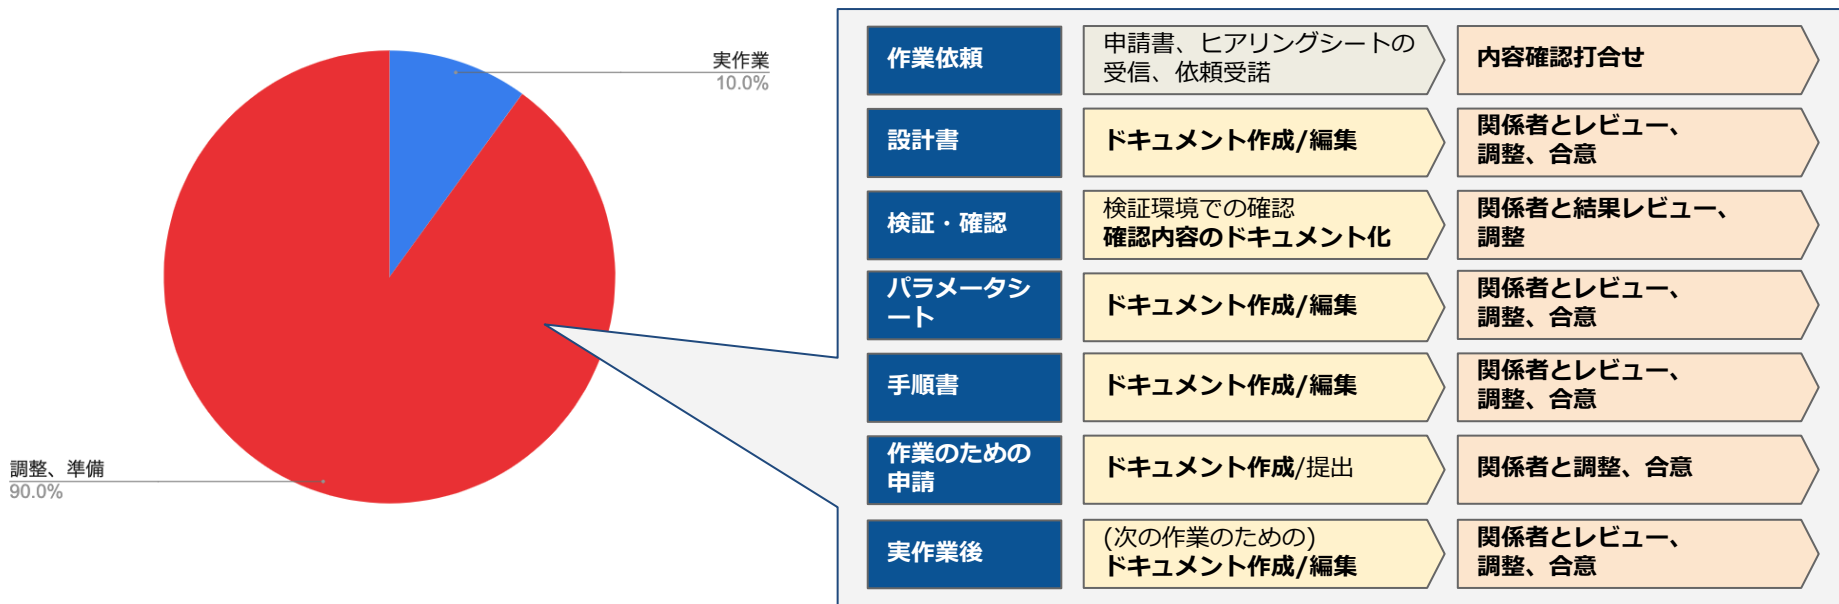 実作業
10.0%
調整、準備
90.0%
作業依頼
申請書、ヒアリングシートの
受信、依頼受諾
内容確認打合せ
設計書
ドキュメント作成/編集
関係者とレビュー、
調整、合意
検証・確認
検証環境での確認
確認内容のドキュメント化
関係者と結果レビュー、
調整
パラメータシ
ート
ドキュメント作成/編集
関係者とレビュー、
調整、合意
手順書
ドキュメント作成/編集
関係者とレビュー、
調整、合意
作業のための
申請
ドキュメント作成/提出
関係者と調整、合意
実作業後
(次の作業のための)
ドキュメント作成/編集
関係者とレビュー、
調整、合意